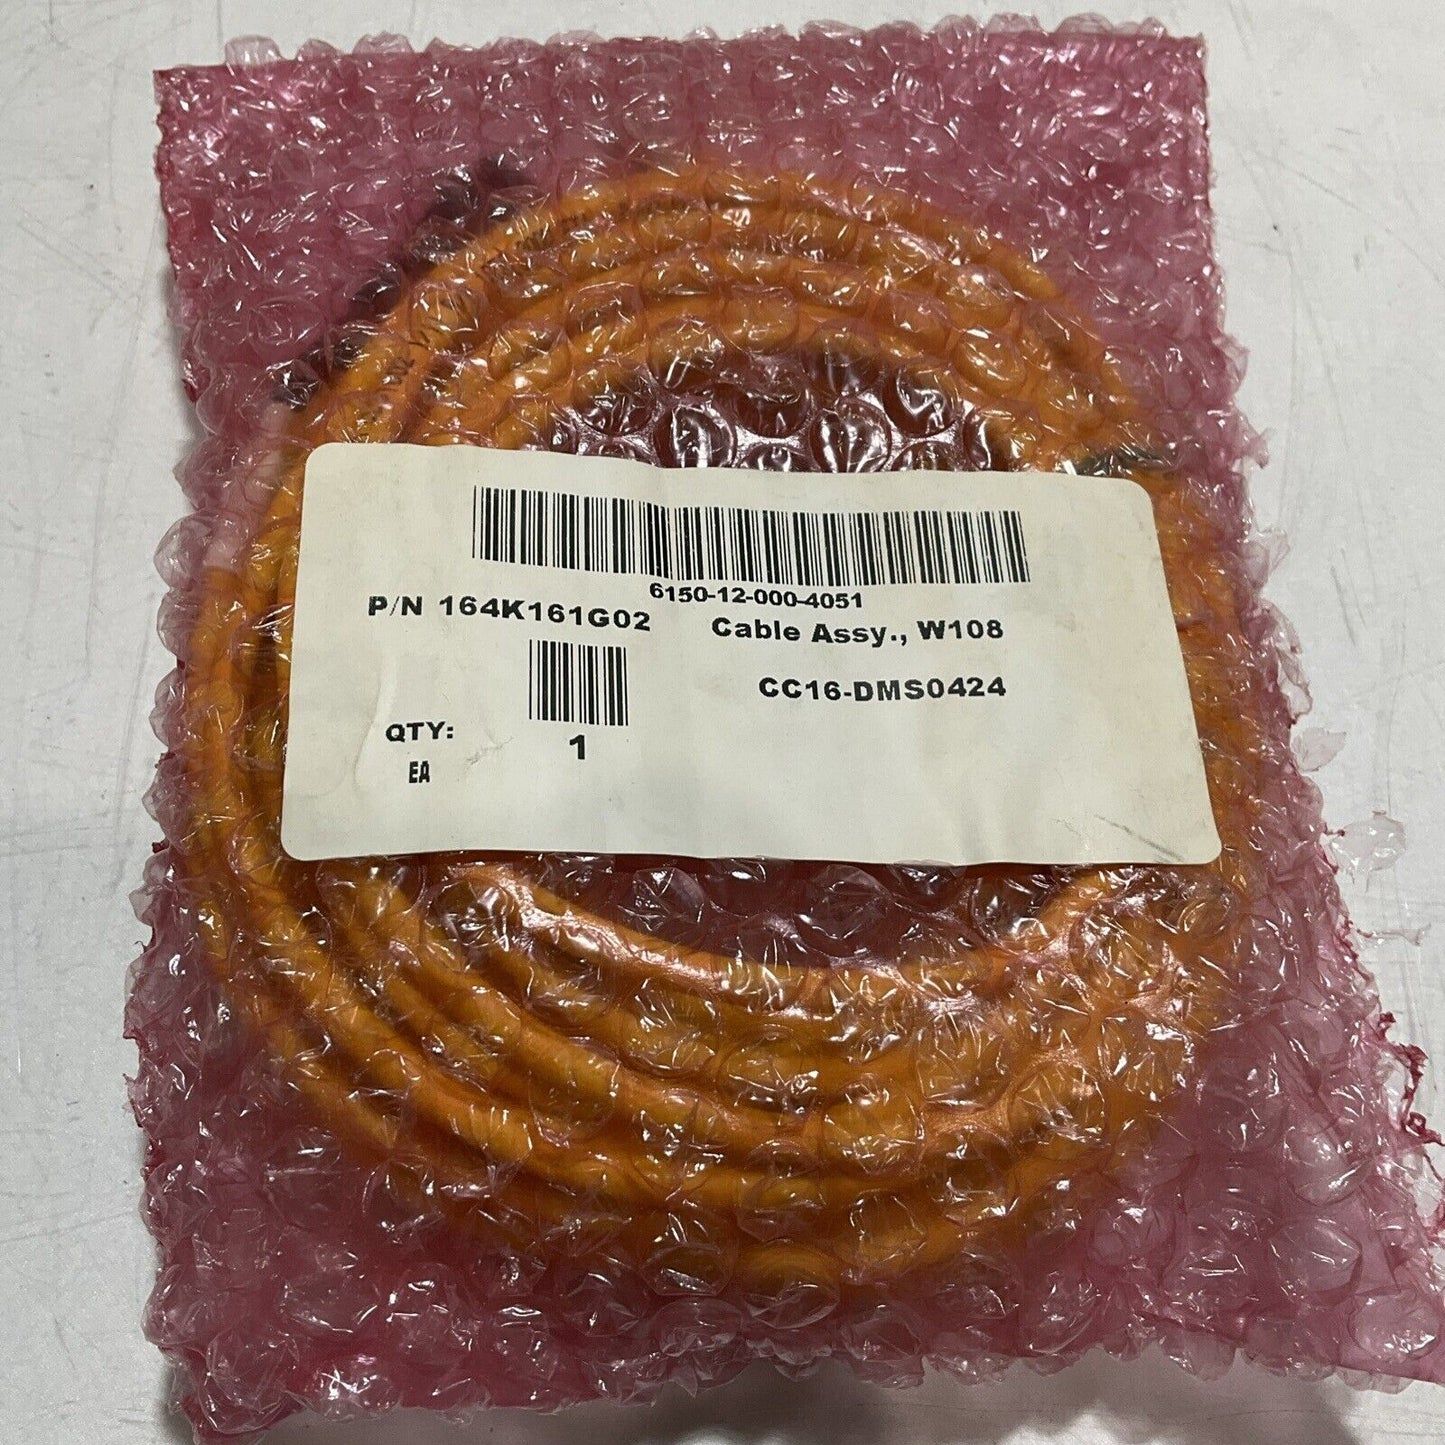 6150-12-000-4051
P/N 164K161G02 Cable Assy., W108
CC16-DMS0424
QTY: 1
EA